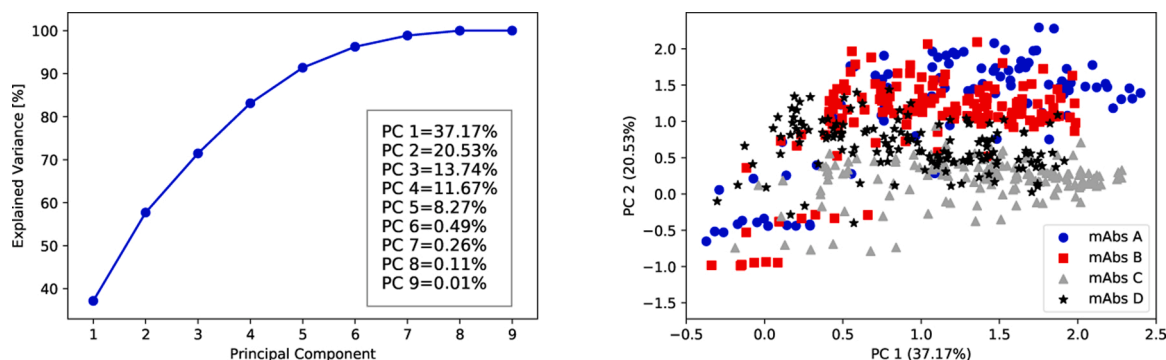 100
90
80
70
60
50
40
Explained Variance [%]
PC 1=37.17%
PC 2=20.53%
PC 3=13.74%
PC 4=11.67%
PC 5=8.27%
PC 6=0.49%
PC 7=0.26%
PC 8=0.11%
PC 9=0.01%
1 2 3 4 5 6 7 8 9
Principal Component
2.0
1.5
1.0
0.5
0.0
−0.5
−1.0
−1.5
PC 2 (20.53%)
mAbs A
mAbs B
mAbs C
mAbs D
−0.5 0.0 0.5 1.0 1.5 2.0 2.5
PC 1 (37.17%)